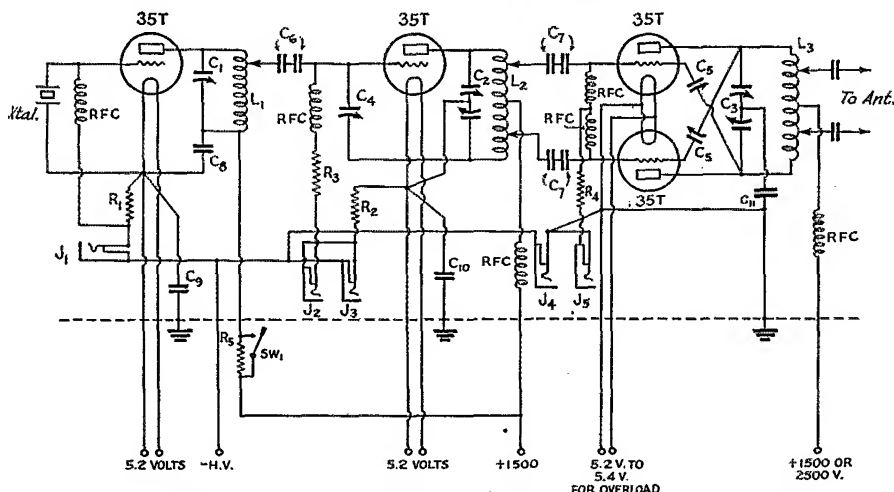 35T
35T
35T
C6
C7
L3
Xtal.
RFC
C1
L1
C2
L2
C4
RFC
C5
C3
To Ant.
RFC
RFC
C8
R3
C5
R1
R2
C7
R4
35T
C11
J1
C9
J2
J3
C10
RFC
J4
J5
RFC
R5
SW1
5.2 VOLTS
-H.V.
5.2 VOLTS
+1500
5.2 V. TO
5.4 V.
FOR OVERLOAD
+1500 OR
2500 V.